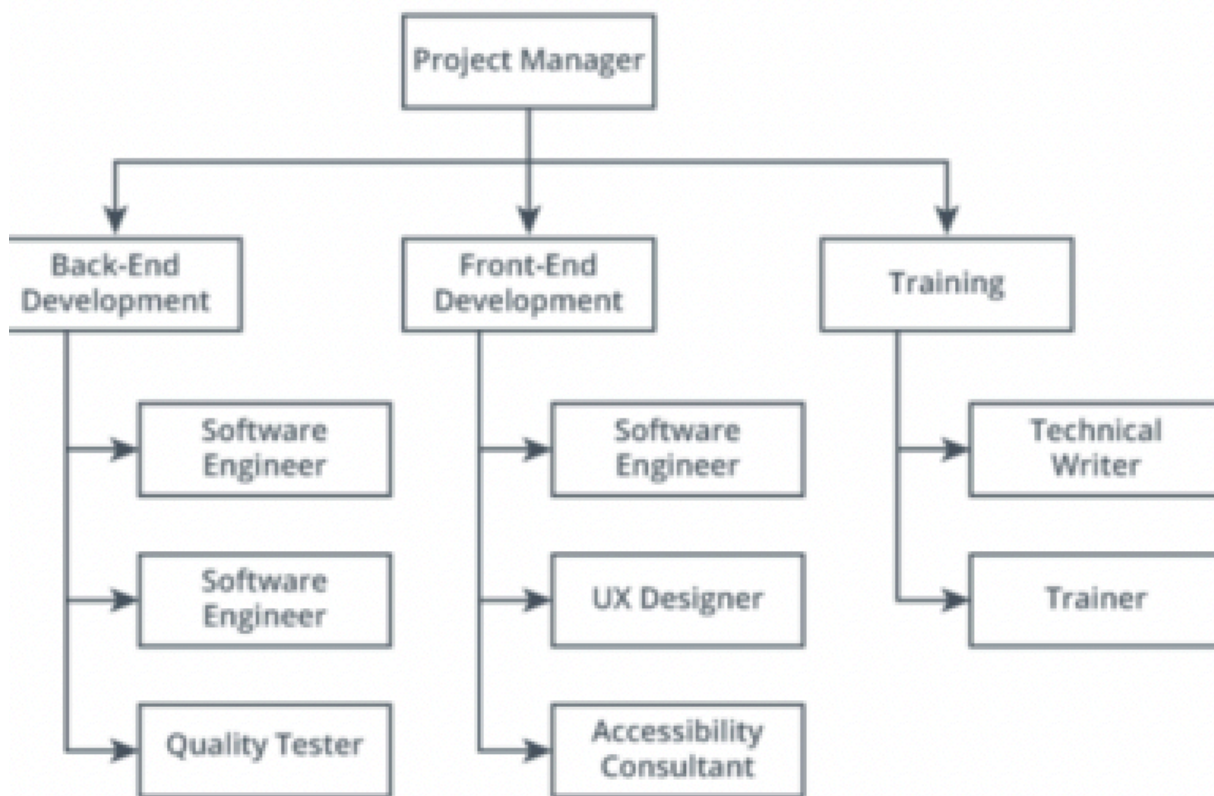 Project Manager
Back-End
Development
Front-End
Development
Training
Software
Engineer
Software
Engineer
Technical
Writer
Software
Engineer
UX Designer
Trainer
Quality Tester
Accessibility
Consultant